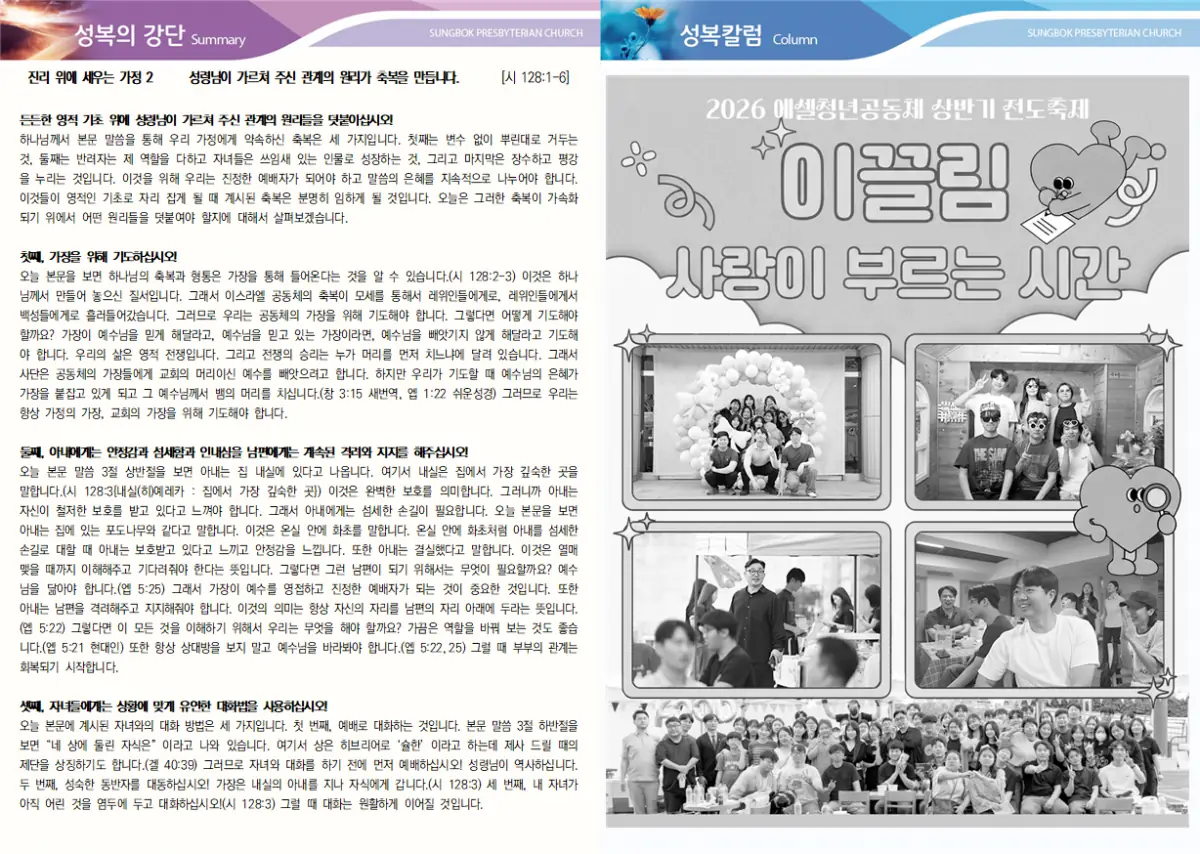 성복의 강단 Summary
SUNGBOK PRESBYTERIAN CHURCH
진리 위에 세우는 가정 2 성령님이 가르쳐 주신 관계의 원리가 축복을 만듭니다. [시 128:1-6]
든든한 영적 기초 위에 성령님이 가르쳐 주신 관계의 원리들을 덧붙이십시오!
하나님께서 본문 말씀을 통해 우리 가정에게 약속하신 축복은 세 가지입니다. 첫째는 변수 없이 뿌린대로 거두는
것, 둘째는 반려자는 제 역할을 다하고 자녀들은 쓰임새 있는 인물로 성장하는 것, 그리고 마지막은 장수하고 평강
을 누리는 것입니다. 이것을 위해 우리는 진정한 예배자가 되어야 하고 말씀의 은혜를 지속적으로 나누어야 합니다.
이것들이 영적인 기초로 자리 잡게 될 때 계시된 축복은 분명히 임하게 될 것입니다. 오늘은 그러한 축복이 가속화
되기 위에서 어떤 원리들을 덧붙여야 할지에 대해서 살펴보겠습니다.
첫째, 가장을 위해 기도하십시오!
오늘 본문을 보면 하나님의 축복과 형통은 가장을 통해 들어온다는 것을 알 수 있습니다.(시 128:2-3) 이것은 하나
님께서 만들어 놓으신 질서입니다. 그래서 이스라엘 공동체의 축복이 모세를 통해서 레위인들에게로, 레위인들에게서
백성들에게로 흘러들어갔습니다. 그러므로 우리는 공동체의 가장을 위해 기도해야 합니다. 그렇다면 어떻게 기도해야
할까요? 가장이 예수님을 믿게 해달라고, 예수님을 믿고 있는 가장이라면, 예수님을 빼앗기지 않게 해달라고 기도해
야 합니다. 우리의 삶은 영적 전쟁입니다. 그리고 전쟁의 승리는 누가 머리를 먼저 치느냐에 달려 있습니다. 그래서
사단은 공동체의 가장들에게 교회의 머리이신 예수를 빼앗으려고 합니다. 하지만 우리가 기도할 때 예수님의 은혜가
가장을 붙잡고 있게 되고 그 예수님께서 뱀의 머리를 치십니다.(창 3:15 새번역, 엡 1:22 쉬운성경) 그러므로 우리는
항상 가정의 가장, 교회의 가장을 위해 기도해야 합니다.
둘째, 아내에게는 안정감과 섬세함과 인내심을 남편에게는 계속된 격려와 지지를 해주십시오!
오늘 본문 말씀 3절 상반절을 보면 아내는 집 내실에 있다고 나옵니다. 여기서 내실은 집에서 가장 깊숙한 곳을
말합니다.(시 128:3[내실(히)예레카 : 집에서 가장 깊숙한 곳]) 이것은 완벽한 보호를 의미합니다. 그러니까 아내는
자신이 철저한 보호를 받고 있다고 느껴야 합니다. 그래서 아내에게는 섬세한 손길이 필요합니다. 오늘 본문을 보면
아내는 집에 있는 포도나무와 같다고 말합니다. 이것은 온실 안에 화초를 말합니다. 온실 안에 화초처럼 아내를 섬세한
손길로 대할 때 아내는 보호받고 있다고 느끼고 안정감을 느낍니다. 또한 아내는 결실했다고 말합니다. 이것은 열매
맺을 때까지 이해해주고 기다려줘야 한다는 뜻입니다. 그렇다면 그런 남편이 되기 위해서는 무엇이 필요할까요? 예수
님을 닮아야 합니다.(엡 5:25) 그래서 가장이 예수를 영접하고 진정한 예배자가 되는 것이 중요한 것입니다. 또한
아내는 남편을 격려해주고 지지해줘야 합니다. 이것의 의미는 항상 자신의 자리를 남편의 자리 아래에 두라는 뜻입니다.
(엡 5:22) 그렇다면 이 모든 것을 이해하기 위해서 우리는 무엇을 해야 할까요? 가끔은 역할을 바꿔 보는 것도 좋습
니다.(엡 5:21 현대인) 또한 항상 상대방을 보지 말고 예수님을 바라봐야 합니다.(엡 5:22,25) 그럴 때 부부의 관계는
회복되기 시작합니다.
셋째, 자녀들에게는 상황에 맞게 유연한 대화법을 사용하십시오!
오늘 본문에 계시된 자녀와의 대화 방법은 세 가지입니다. 첫 번째, 예배로 대화하는 것입니다. 본문 말씀 3절 하반절을
보면 "네 상에 둘린 자식은" 이라고 나와 있습니다. 여기서 상은 히브리어로 '슐한' 이라고 하는데 제사 드릴 때의
제단을 상징하기도 합니다.(겔 40:39) 그러므로 자녀와 대화를 하기 전에 먼저 예배하십시오! 성령이 역사하십니다.
두 번째, 성숙한 동반자를 대동하십시오! 가장은 내실의 아내를 지나 자식에게 갑니다.(시 128:3) 세 번째, 내 자녀가
아직 어린 것을 염두에 두고 대화하십시오!(시 128:3) 그럴 때 대화는 원활하게 이어질 것입니다.
성복칼럼 Column
SUNGBOK PRESBYTERIAN CHURCH
2026 에셀청년공동체 상반기 전도축제
이끌림
사랑이 부르는 시간